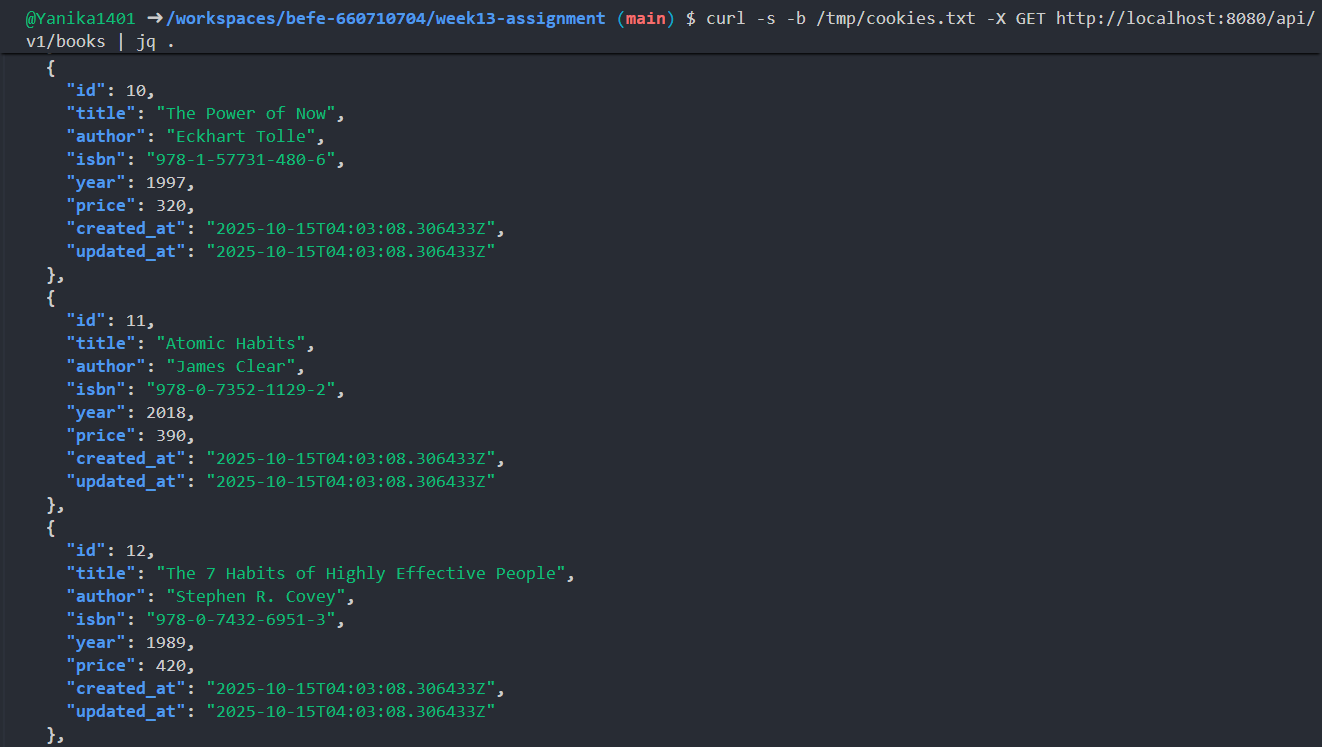 @Yanika1401 ➜/workspaces/befe-660710704/week13-assignment (main) $ curl -s -b /tmp/cookies.txt -X GET http://localhost:8080/api/
v1/books | jq .
  {
    "id": 10,
    "title": "The Power of Now",
    "author": "Eckhart Tolle",
    "isbn": "978-1-57731-480-6",
    "year": 1997,
    "price": 320,
    "created_at": "2025-10-15T04:03:08.306433Z",
    "updated_at": "2025-10-15T04:03:08.306433Z"
  },
  {
    "id": 11,
    "title": "Atomic Habits",
    "author": "James Clear",
    "isbn": "978-0-7352-1129-2",
    "year": 2018,
    "price": 390,
    "created_at": "2025-10-15T04:03:08.306433Z",
    "updated_at": "2025-10-15T04:03:08.306433Z"
  },
  {
    "id": 12,
    "title": "The 7 Habits of Highly Effective People",
    "author": "Stephen R. Covey",
    "isbn": "978-0-7432-6951-3",
    "year": 1989,
    "price": 420,
    "created_at": "2025-10-15T04:03:08.306433Z",
    "updated_at": "2025-10-15T04:03:08.306433Z"
  },